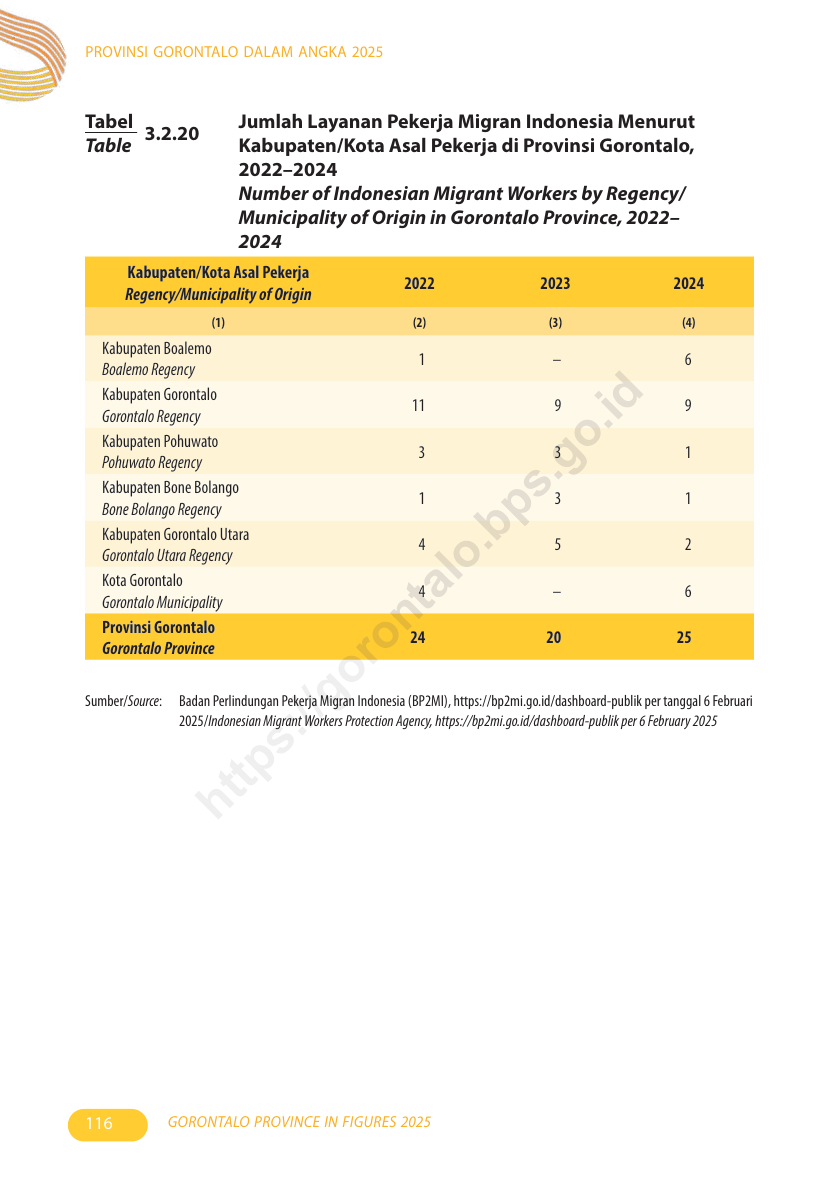 PROVINSI GORONTALO DALAM ANGKA 2025
Tabel
Table
3.2.20
Jumlah Layanan Pekerja Migran Indonesia Menurut
Kabupaten/Kota Asal Pekerja di Provinsi Gorontalo,
2022–2024
Number of Indonesian Migrant Workers by Regency/
Municipality of Origin in Gorontalo Province, 2022–
2024
Kabupaten/Kota Asal Pekerja
Regency/Municipality of Origin
2022 2023 2024
(1) (2) (3) (4)
Kabupaten Boalemo
Boalemo Regency
1 – 6
Kabupaten Gorontalo
Gorontalo Regency
11 9 9
Kabupaten Pohuwato
Pohuwato Regency
3 3 1
Kabupaten Bone Bolango
Bone Bolango Regency
1 3 1
Kabupaten Gorontalo Utara
Gorontalo Utara Regency
4 5 2
Kota Gorontalo
Gorontalo Municipality
4 – 6
Provinsi Gorontalo
Gorontalo Province
24 20 25
Sumber/Source: Badan Perlindungan Pekerja Migran Indonesia (BP2MI), https://bp2mi.go.id/dashboard-publik per tanggal 6 Februari
2025/Indonesian Migrant Workers Protection Agency, https://bp2mi.go.id/dashboard-publik per 6 February 2025
https://gorontalo.bps.go.id
116 GORONTALO PROVINCE IN FIGURES 2025